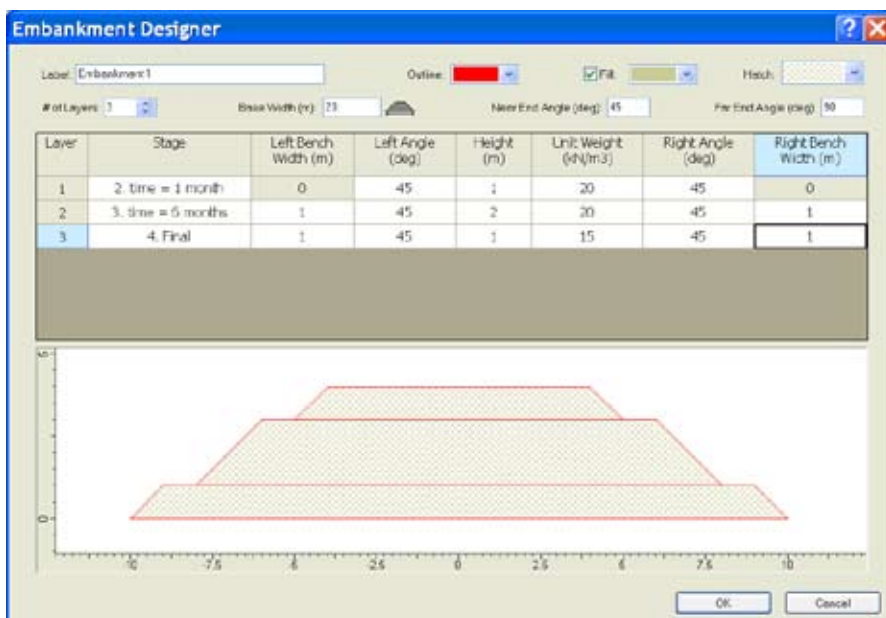 Embankment Designer
Label: Embankment1 Outline: Fill: Hatch:
# of Layers: 3 Base Width (m): 20 Near End Angle (deg): 45 Far End Angle (deg): 90
Layer Stage Left Bench Width (m) Left Angle (deg) Height (m) Unit Weight (kN/m3) Right Angle (deg) Right Bench Width (m)
1 2. time = 1 month 0 45 1 20 45 0
2 3. time = 6 months 1 45 2 20 45 1
3 4. Final 1 45 1 15 45 1
5
0
-10 -7.5 -5 -2.5 0 2.5 5 7.5 10
OK Cancel